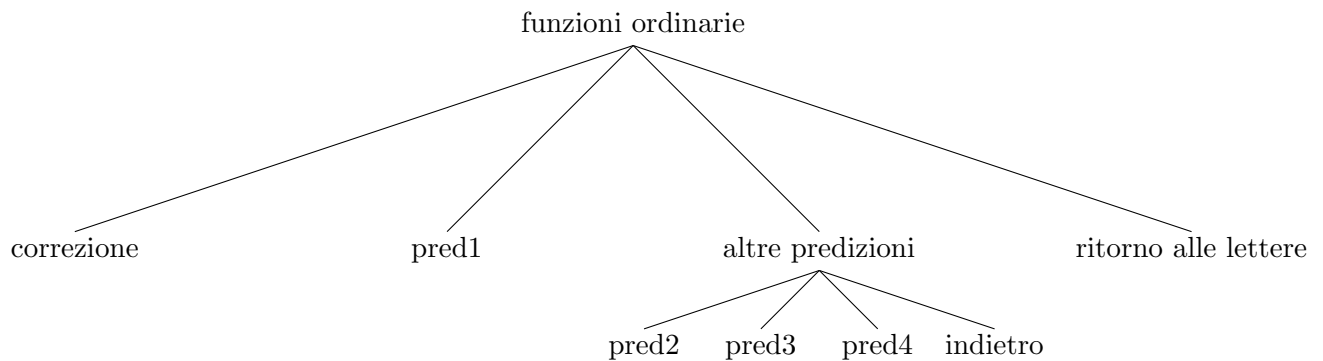 funzioni ordinarie
correzione pred1 altre predizioni ritorno alle lettere
pred2 pred3 pred4 indietro